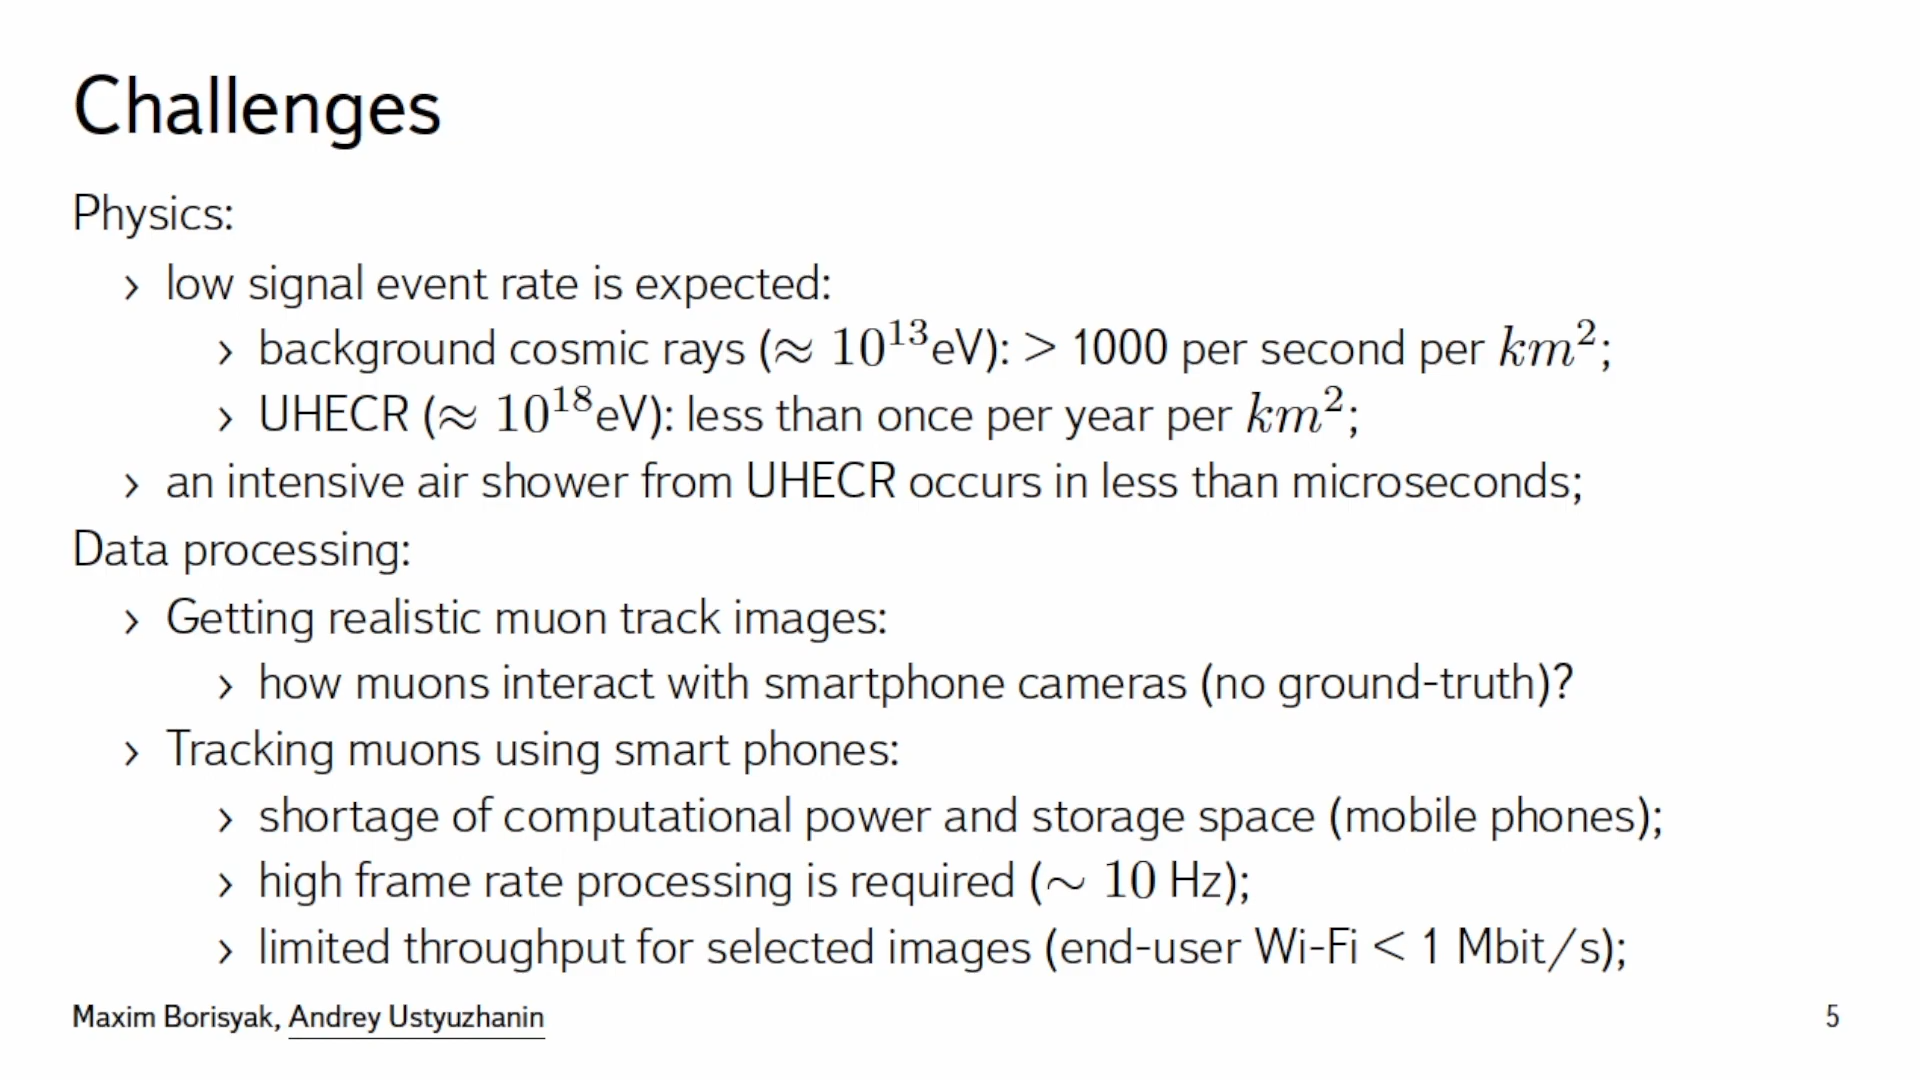 Challenges
Physics:
› low signal event rate is expected:
› background cosmic rays (≈ 10¹³eV): > 1000 per second per km²;
› UHECR (≈ 10¹⁸eV): less than once per year per km²;
› an intensive air shower from UHECR occurs in less than microseconds;
Data processing:
› Getting realistic muon track images:
› how muons interact with smartphone cameras (no ground-truth)?
› Tracking muons using smart phones:
› shortage of computational power and storage space (mobile phones);
› high frame rate processing is required (∼ 10 Hz);
› limited throughput for selected images (end-user Wi-Fi < 1 Mbit/s);
Maxim Borisyak, Andrey Ustyuzhanin
5